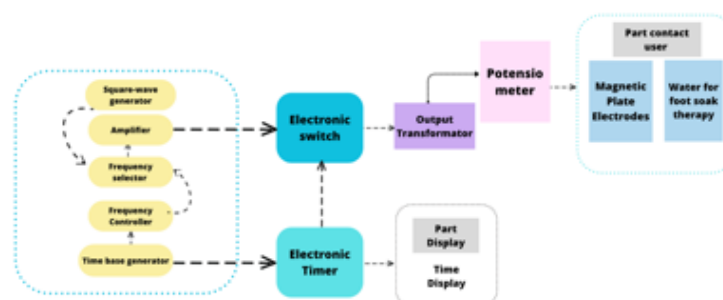 Square-wave
generator
Amplifier
Frequency
selector
Frequency
Controller
Time base generator
Electronic
switch
Electronic
Timer
Output
Transformator
Potensio
meter
Part contact
user
Magnetic
Plate
Electrodes
Water for
foot soak
therapy
Part
Display
Time
Display